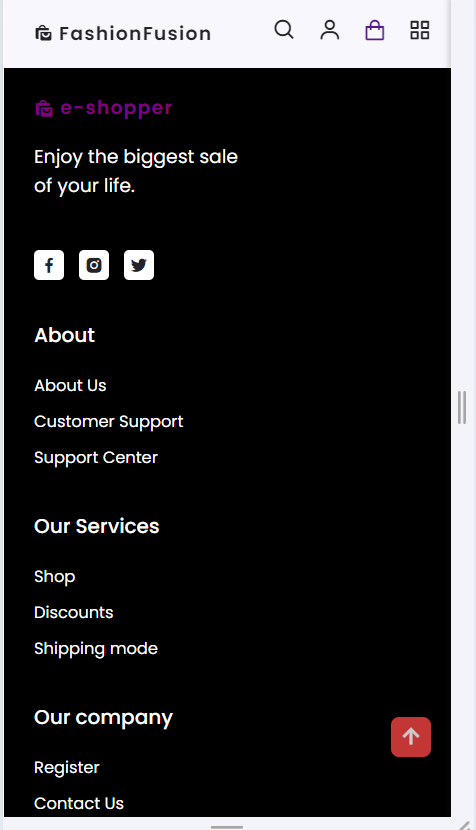 FashionFusion
e-shopper
Enjoy the biggest sale
of your life.
About
About Us
Customer Support
Support Center
Our Services
Shop
Discounts
Shipping mode
Our company
Register
Contact Us